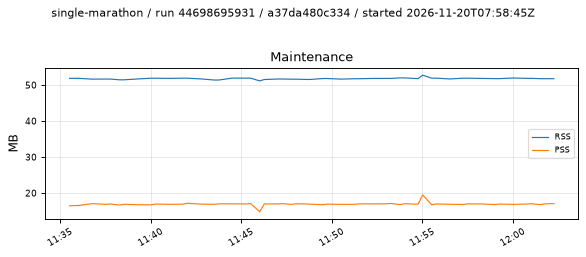 single-marathon / run 44698695931 / a37da480c334 / started 2026-11-20T07:58:45Z
Maintenance
MB
50
40
30
20
RSS
PSS
11:35
11:40
11:45
11:50
11:55
12:00